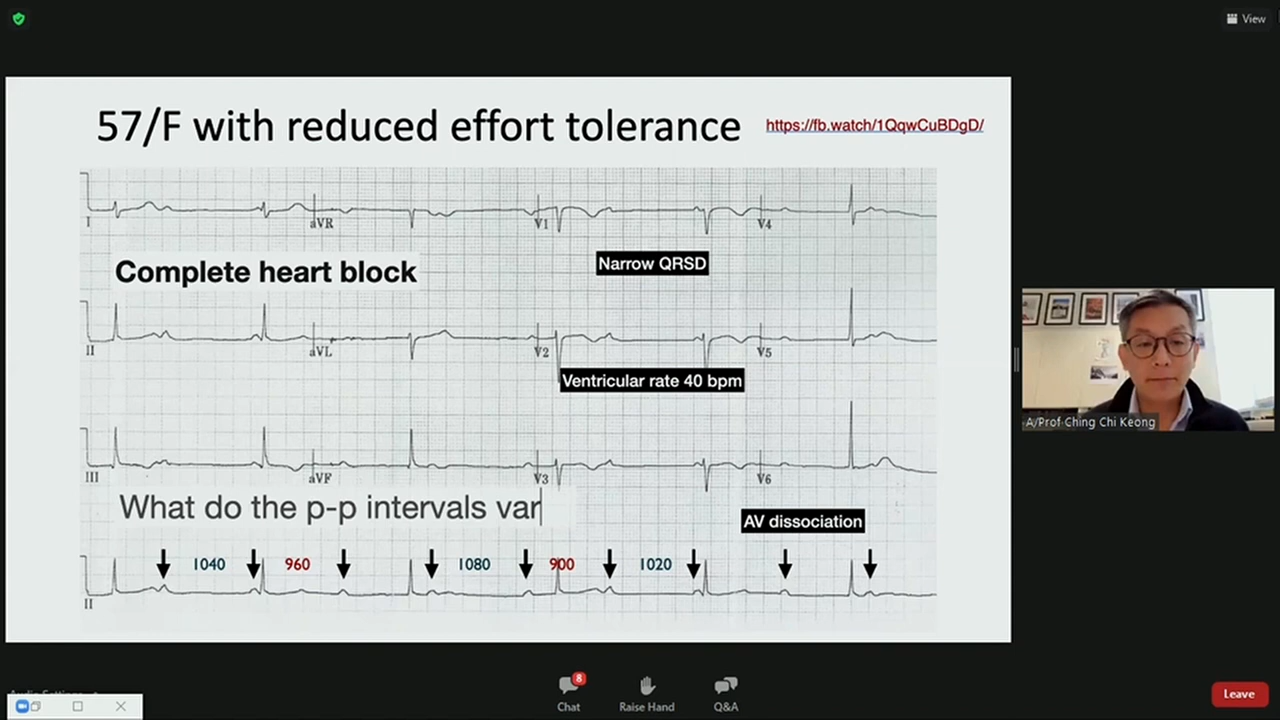 View
57/F with reduced effort tolerance
https://fb.watch/1QqwCuBDgD/
I
aVR
V1
V4
Complete heart block
Narrow QRSD
II
aVL
V2
V5
Ventricular rate 40 bpm
A/Prof Ching Chi Keong
III
aVF
V3
V6
What do the p-p intervals var
AV dissociation
1040
960
1080
900
1020
II
8
Chat
Raise Hand
Q&A
Leave